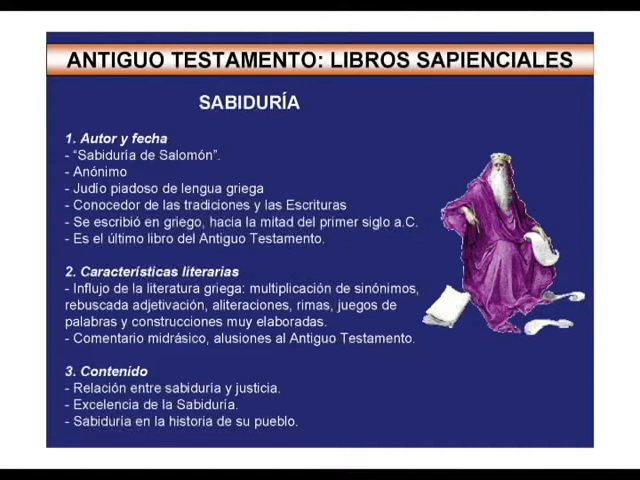 ANTIGUO TESTAMENTO: LIBROS SAPIENCIALES
SABIDURÍA
1. Autor y fecha
- “Sabiduría de Salomón”.
- Anónimo
- Judío piadoso de lengua griega
- Conocedor de las tradiciones y las Escrituras
- Se escribió en griego, hacia la mitad del primer siglo a.C.
- Es el último libro del Antiguo Testamento.
2. Características literarias
- Influjo de la literatura griega: multiplicación de sinónimos,
rebuscada adjetivación, aliteraciones, rimas, juegos de
palabras y construcciones muy elaboradas.
- Comentario midrásico, alusiones al Antiguo Testamento.
3. Contenido
- Relación entre sabiduría y justicia.
- Excelencia de la Sabiduría.
- Sabiduría en la historia de su pueblo.